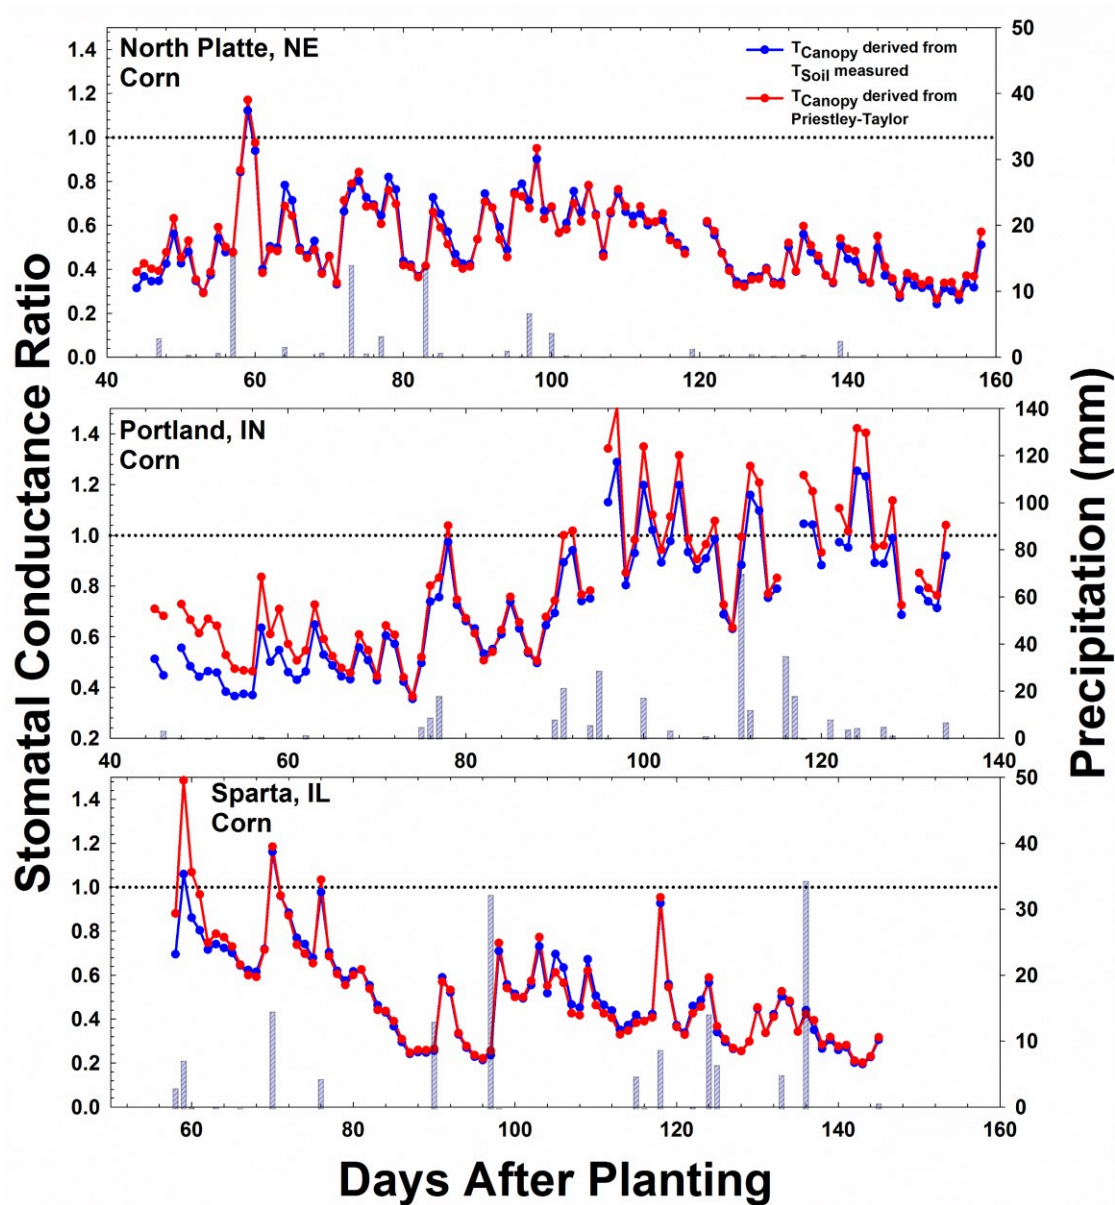 North Platte, NE
Corn
T Canopy derived from
T Soil measured
T Canopy derived from
Priestley-Taylor
1.4
1.2
1.0
0.8
0.6
0.4
0.2
0.0
50
40
30
20
10
0
40 60 80 100 120 140 160
Portland, IN
Corn
1.4
1.2
1.0
0.8
0.6
0.4
0.2
140
120
100
80
60
40
20
0
40 60 80 100 120 140
Sparta, IL
Corn
1.4
1.2
1.0
0.8
0.6
0.4
0.2
0.0
50
40
30
20
10
0
60 80 100 120 140 160
Stomatal Conductance Ratio
Precipitation (mm)
Days After Planting